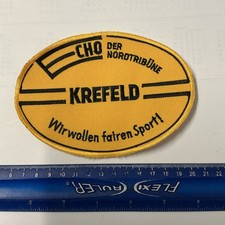 ECHO DER
NORDTRIBÜNE
KREFELD
Wir wollen fairen Sport!
FLEXI RULER